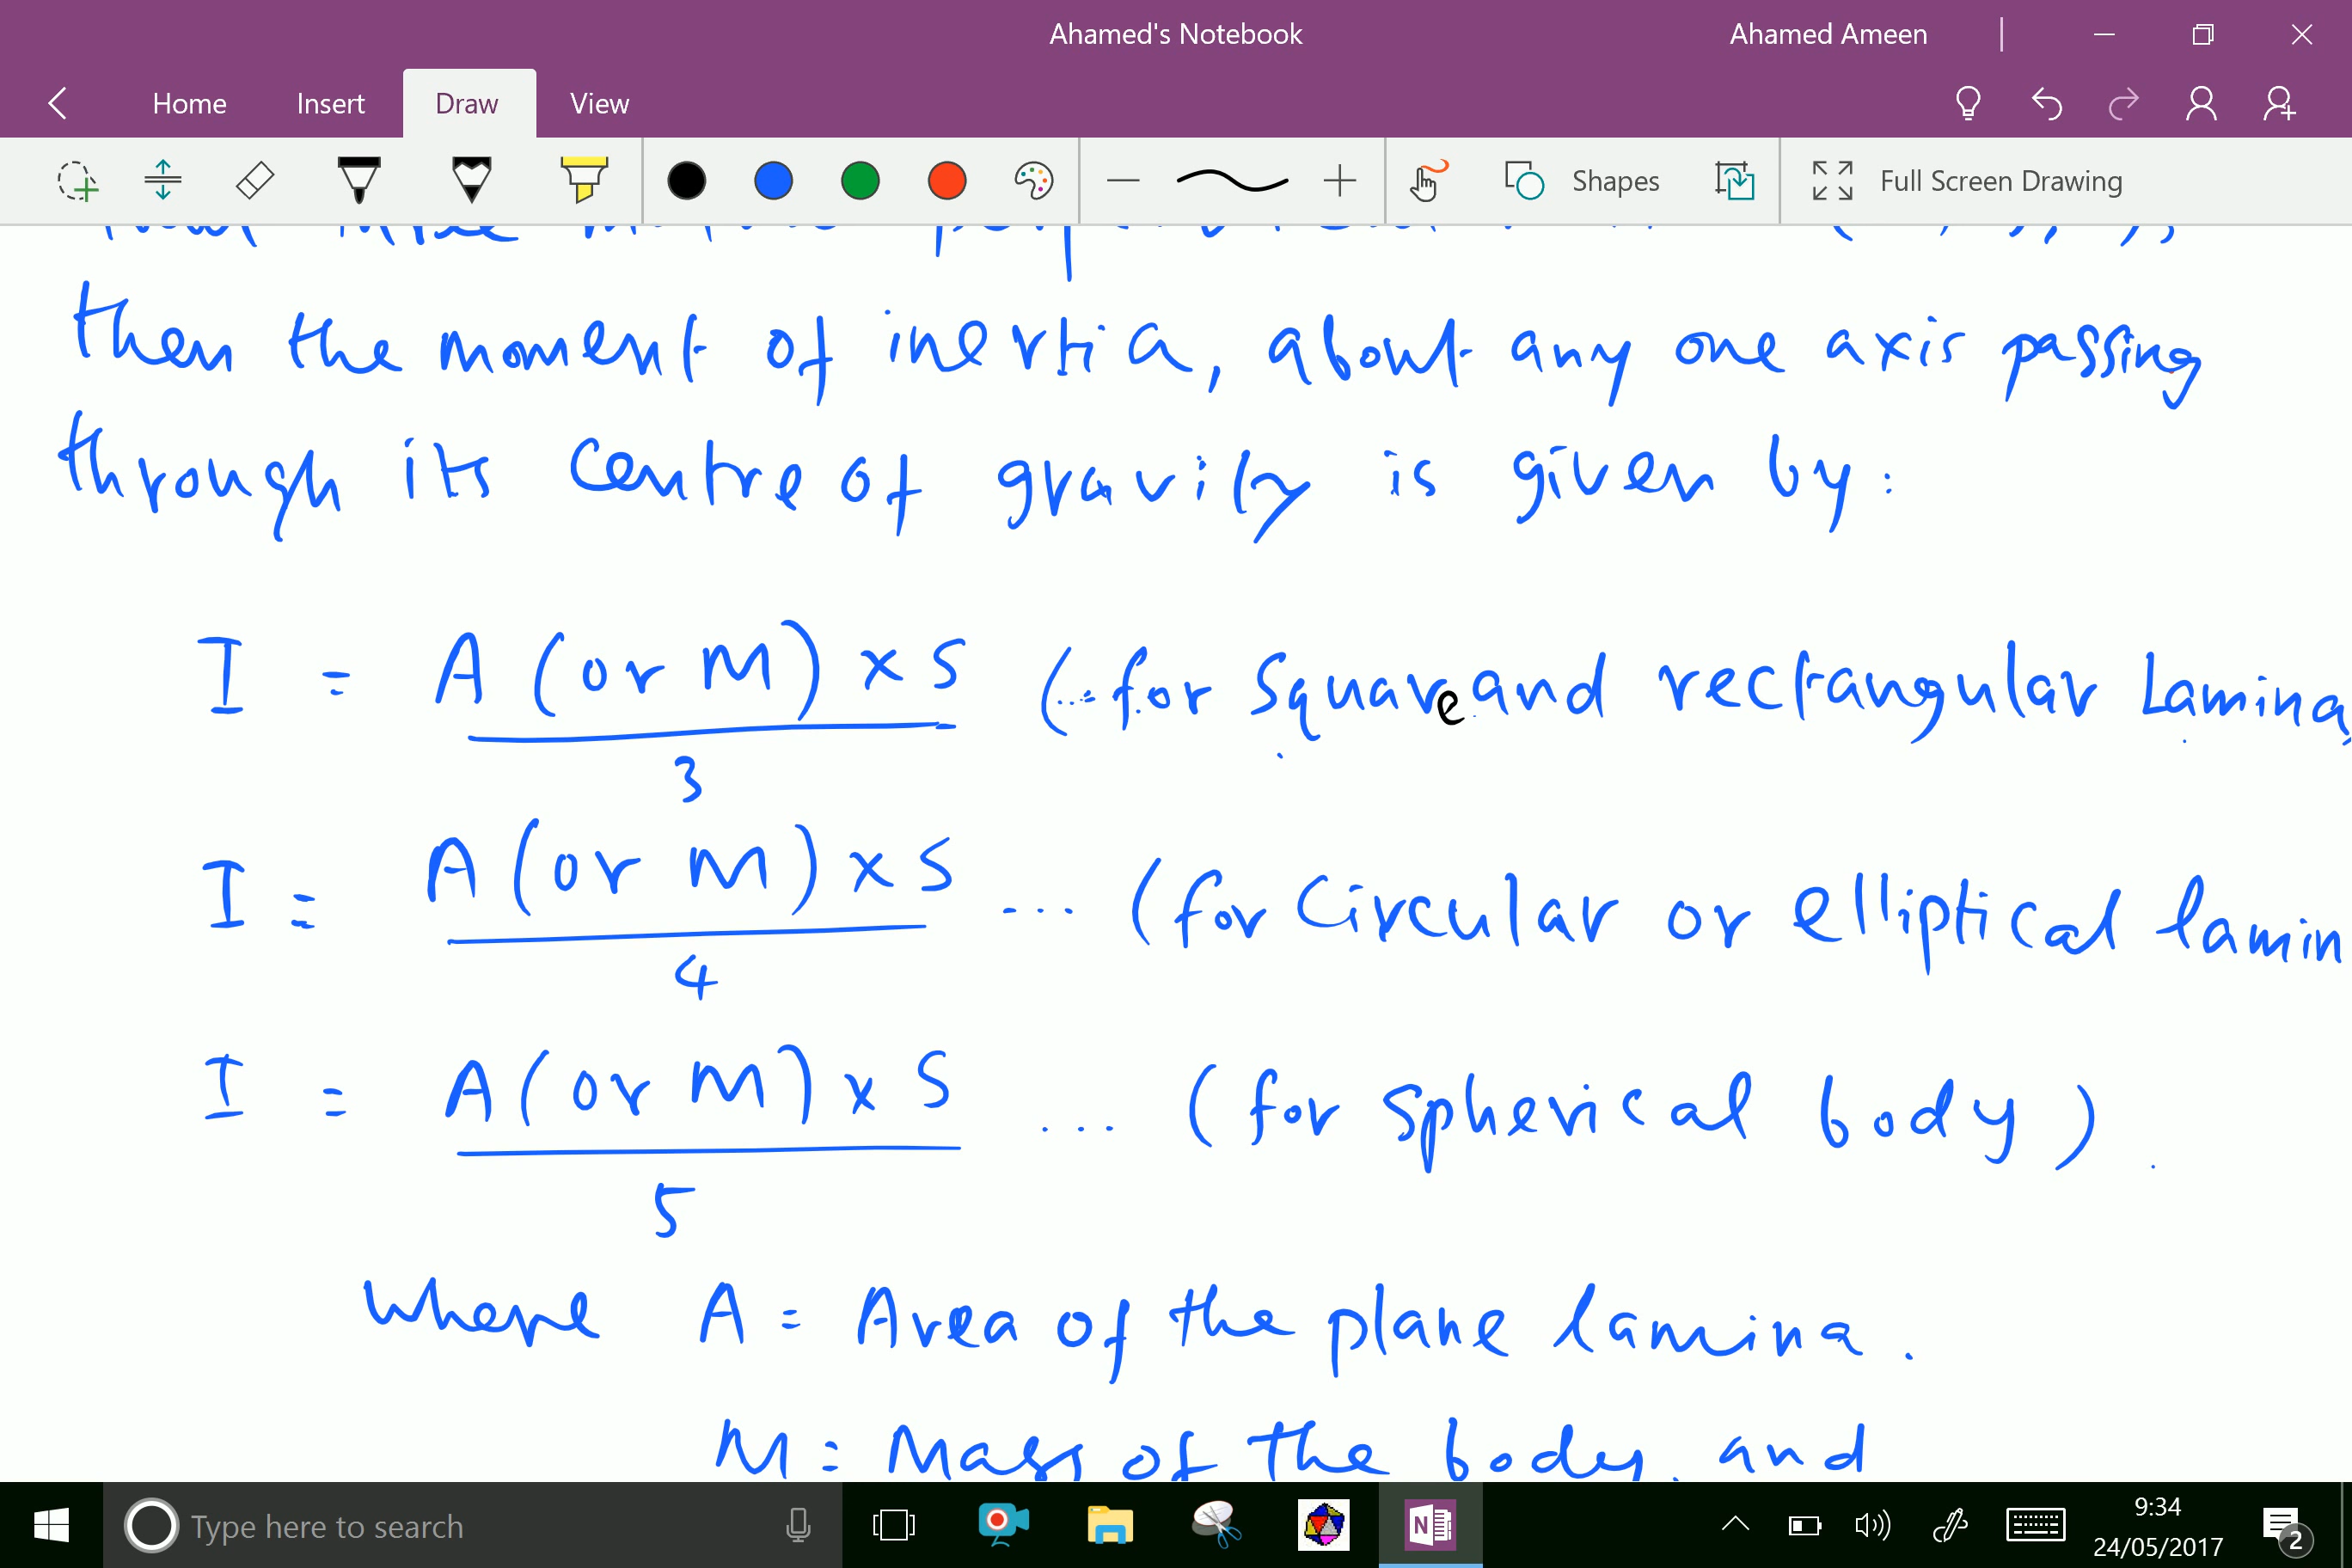 Ahamed's Notebook
Ahamed Ameen
Home Insert Draw View
Shapes
Full Screen Drawing
then the moment of inertia, about any one axis passing
through its centre of gravity is given by:
I = A (or M) x S (...for Square and rectangular Lamina
3
I = A (or M) x S ... (for Circular or elliptical lamin
4
I = A (or M) x S ... (for spherical body).
5
where A = Area of the plane lamina.
M = Mass of the body, and
Type here to search
N
9:34
24/05/2017
2